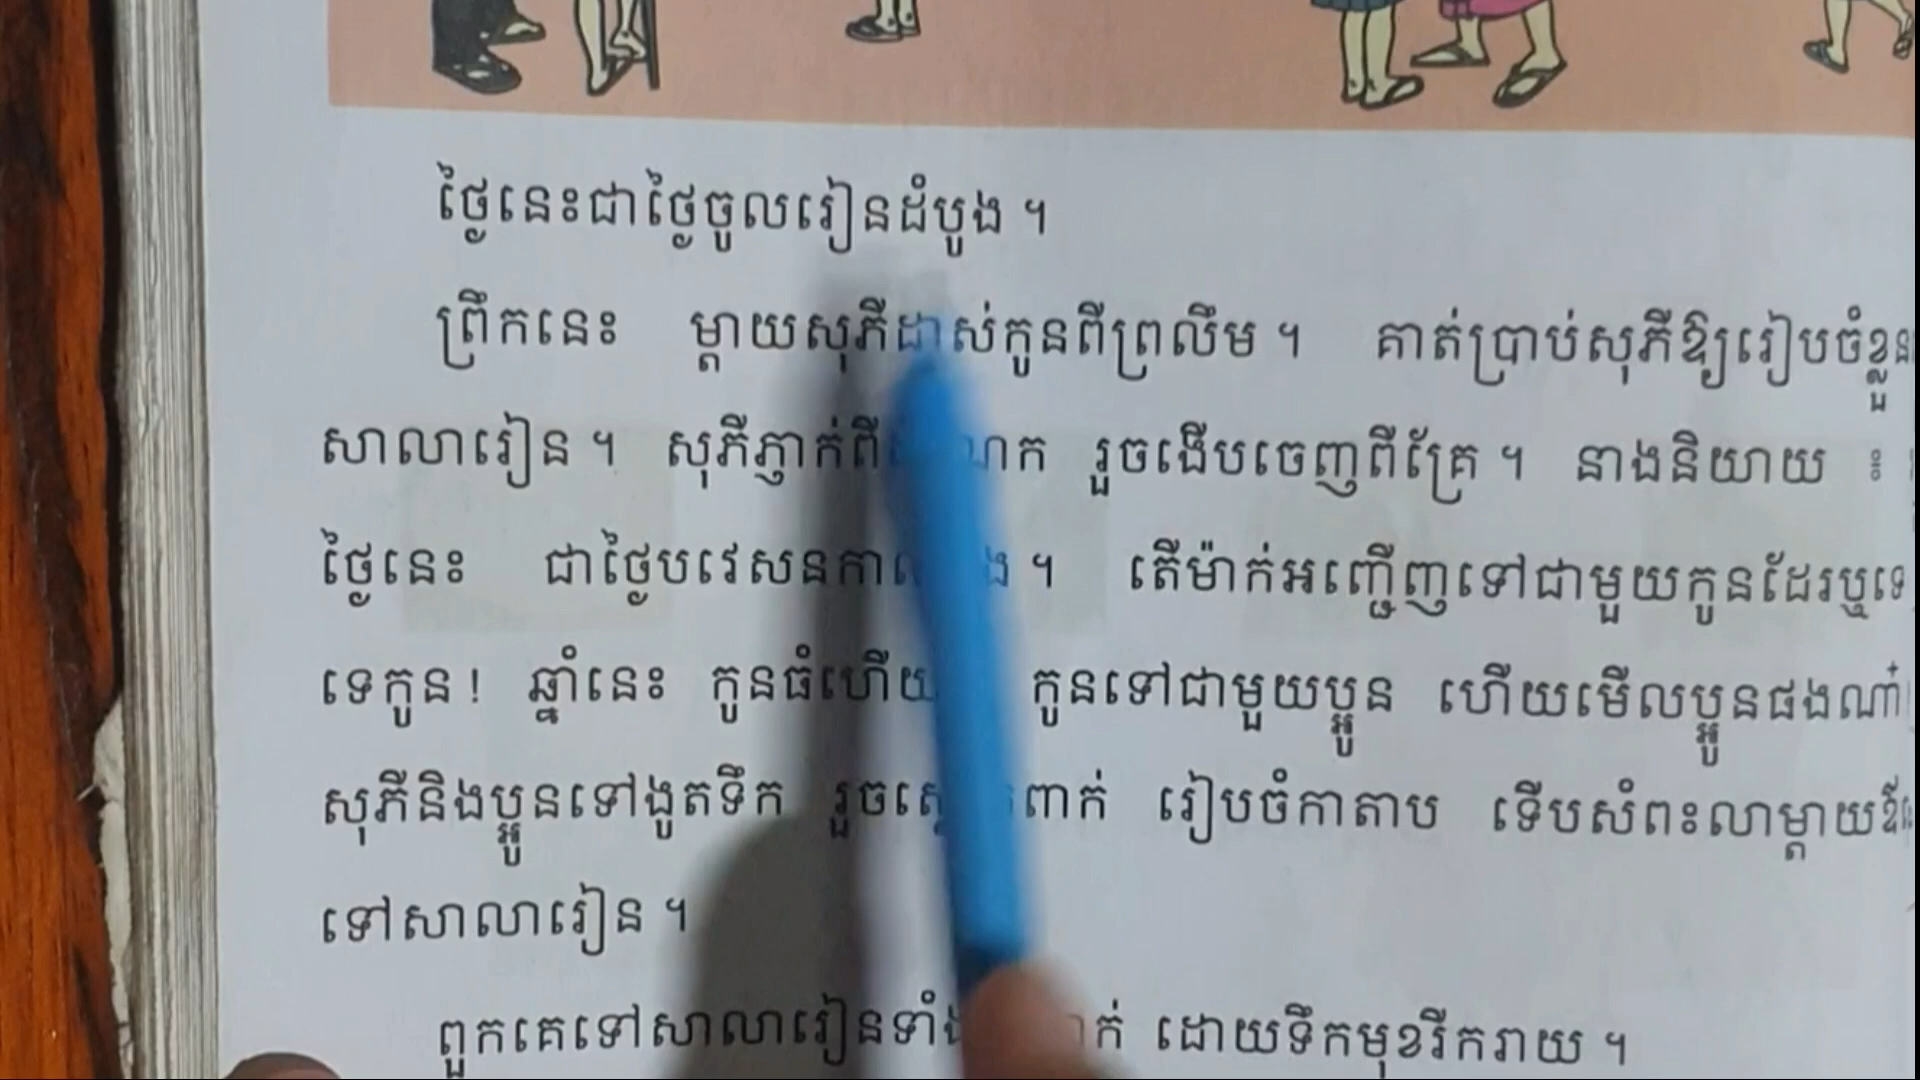 ថ្ងៃនេះជាថ្ងៃចូលរៀនដំបូង ។
ព្រឹកនេះ ម្ដាយសុភីដាស់កូនពីព្រលឹម ។ គាត់ប្រាប់សុភីឱ្យរៀបចំខ្លួន
សាលារៀន ។ សុភីភ្ញាក់ពី រួចងើបចេញពីគ្រែ ។ នាងនិយាយ ៖
ថ្ងៃនេះ ជាថ្ងៃបវេសនកាល ។ តើម៉ាក់អញ្ជើញទៅជាមួយកូនដែរឬទេ
ទេកូន! ឆ្នាំនេះ កូនធំហើយ កូនទៅជាមួយប្អូន ហើយមើលប្អូនផងណា៎
សុភីនិងប្អូនទៅងូតទឹក រួច រៀបចំកាតាប ទើបសំពះលាម្ដាយ
ទៅសាលារៀន ។
ពួកគេទៅសាលារៀនទាំង ដោយទឹកមុខរីករាយ ។